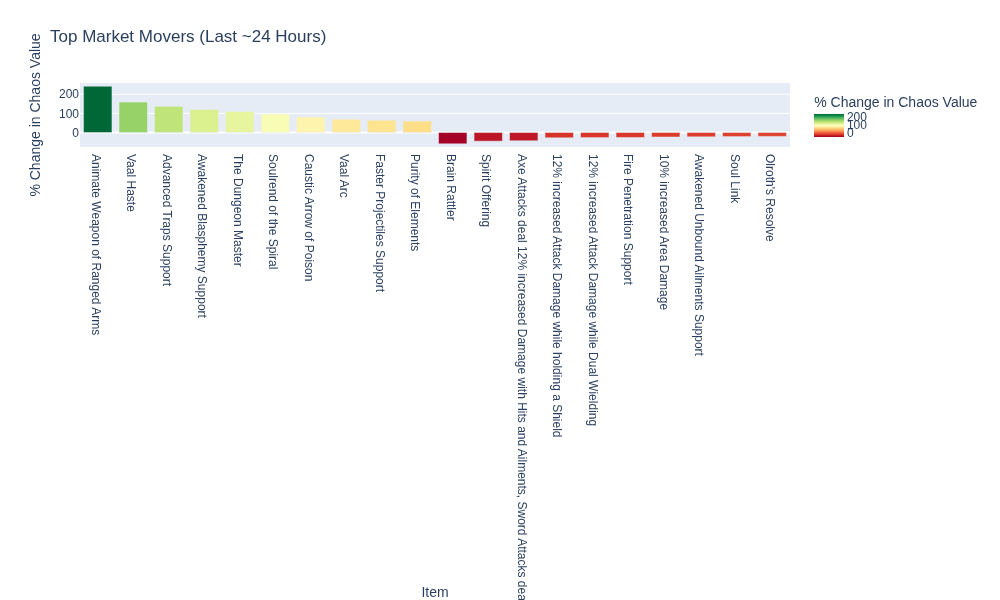 Top Market Movers (Last ~24 Hours)
% Change in Chaos Value
200
100
0
Animate Weapon of Ranged Arms
Vaal Haste
Advanced Traps Support
Awakened Blasphemy Support
The Dungeon Master
Soulrend of the Spiral
Caustic Arrow of Poison
Vaal Arc
Faster Projectiles Support
Purity of Elements
Brain Rattler
Spirit Offering
Axe Attacks deal 12% increased Damage with Hits and Ailments, Sword Attacks dea
12% increased Attack Damage while holding a Shield
12% increased Attack Damage while Dual Wielding
Fire Penetration Support
10% increased Area Damage
Awakened Unbound Ailments Support
Soul Link
Olroth's Resolve
Item
% Change in Chaos Value
200
100
0